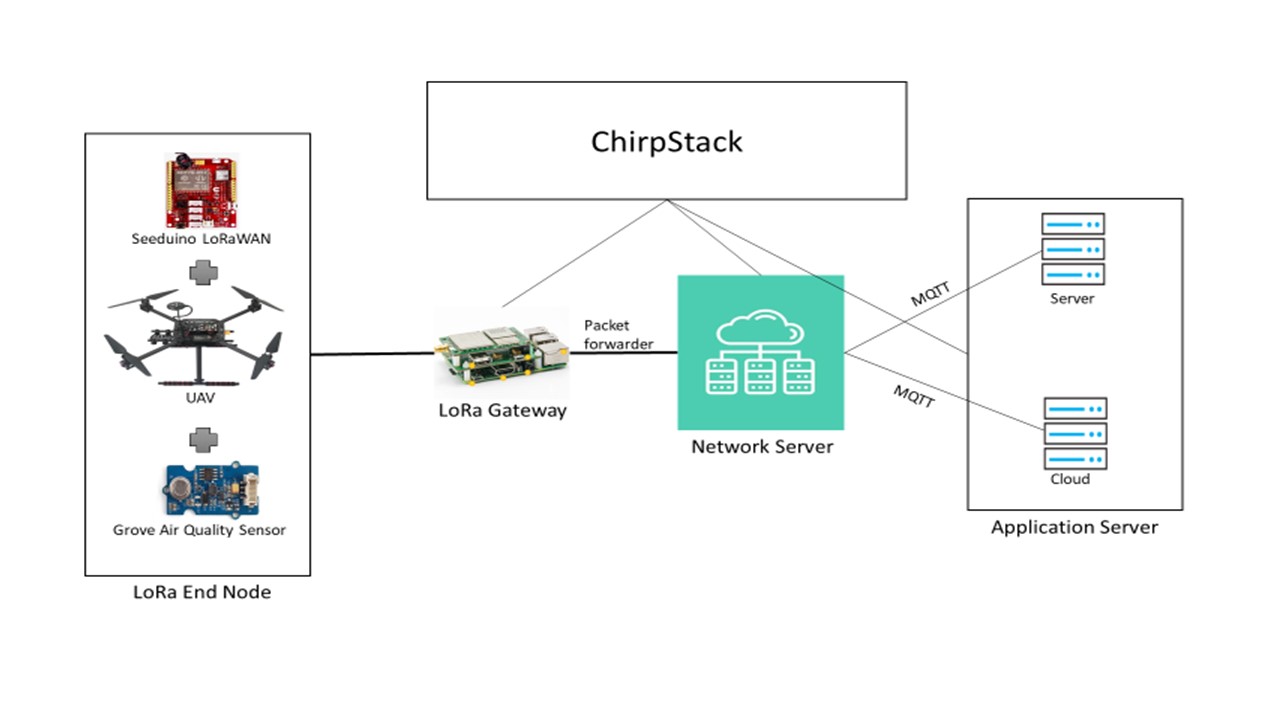 ChirpStack
Seeduino LoRaWAN
UAV
Grove Air Quality Sensor
LoRa End Node
LoRa Gateway
Packet
forwarder
Network Server
MQTT
MQTT
Server
Cloud
Application Server